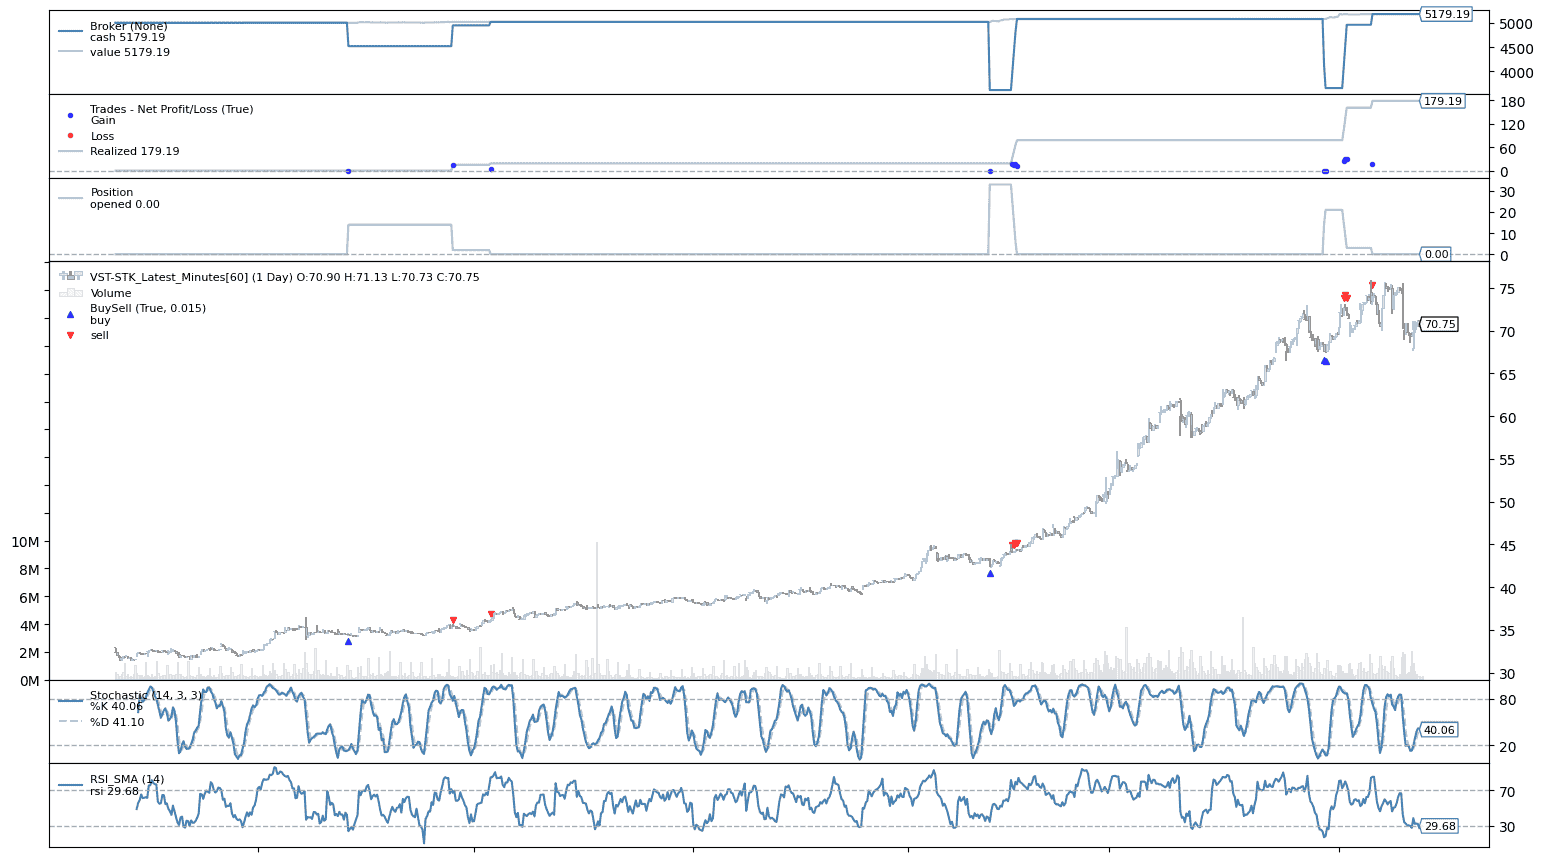 Broker (None)
cash 5179.19
value 5179.19
5179.19
5000
4500
4000
Trades - Net Profit/Loss (True)
Gain
Loss
Realized 179.19
179.19
180
120
60
0
Position
opened 0.00
30
20
10
0
0.00
VST-STK_Latest_Minutes[60] (1 Day) O:70.90 H:71.13 L:70.73 C:70.75
Volume
BuySell (True, 0.015)
buy
sell
75
70
70.75
65
60
55
50
45
40
35
30
10M
8M
6M
4M
2M
0M
Stochastic (14, 3, 3)
%K 40.06
%D 41.10
80
40.06
20
RSI_SMA (14)
rsi 29.68
70
29.68
30